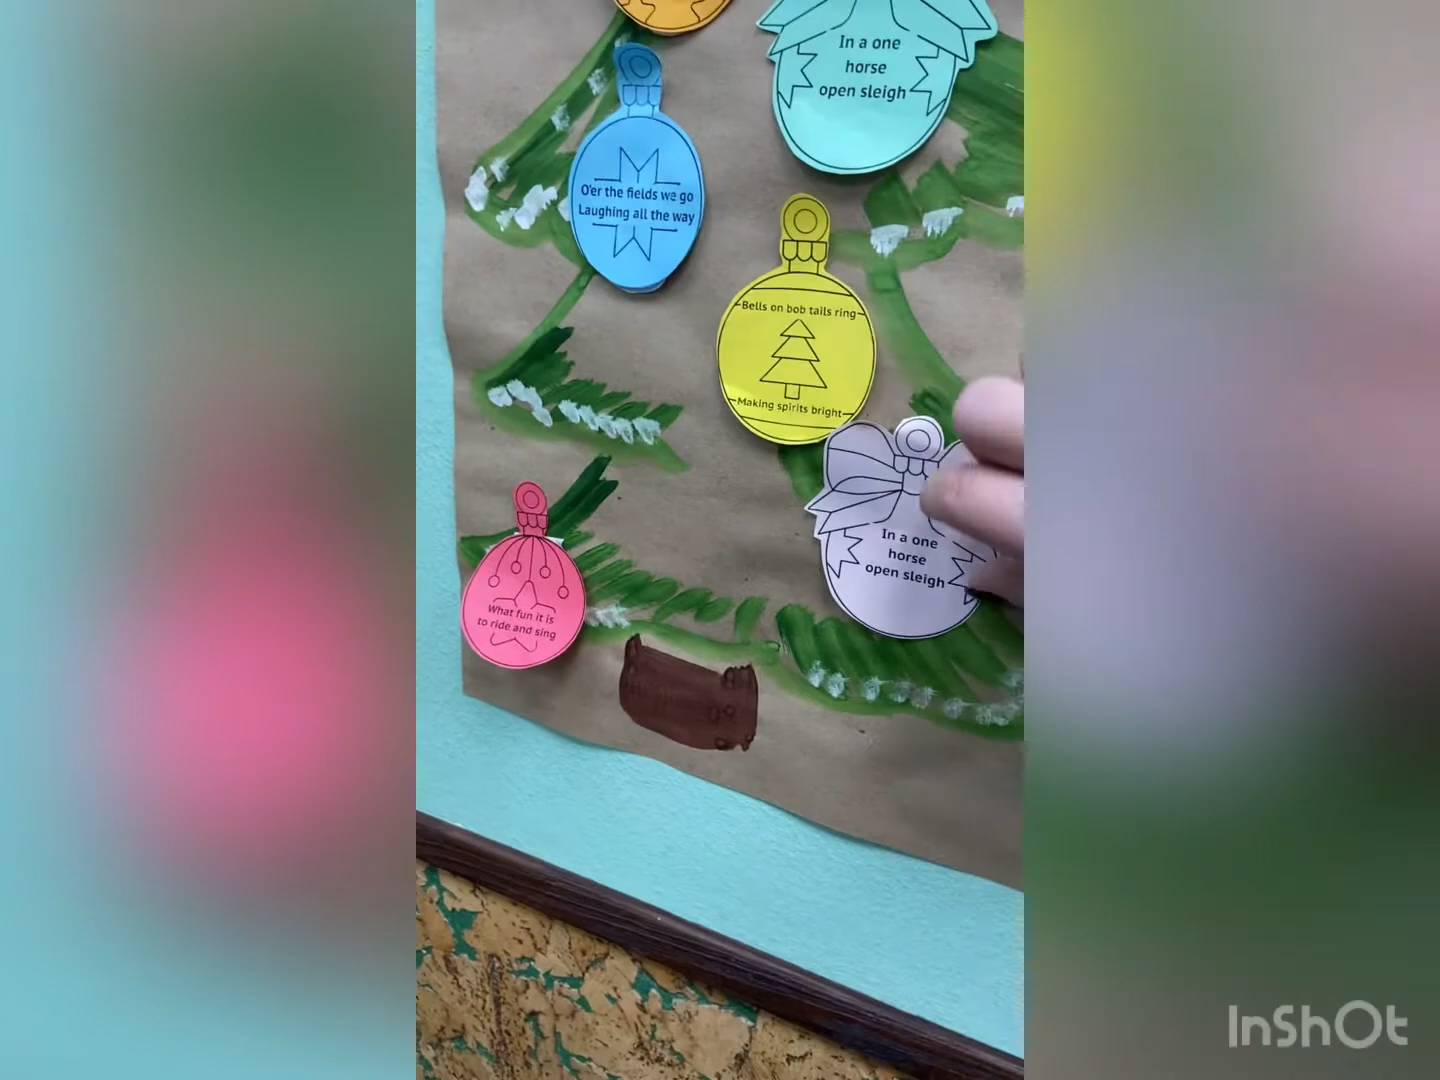 In a one
horse
open sleigh
O'er the fields we go
Laughing all the way
Bells on bob tails ring
Making spirits bright
In a one
horse
open sleigh
What fun it is
to ride and sing
InShOt